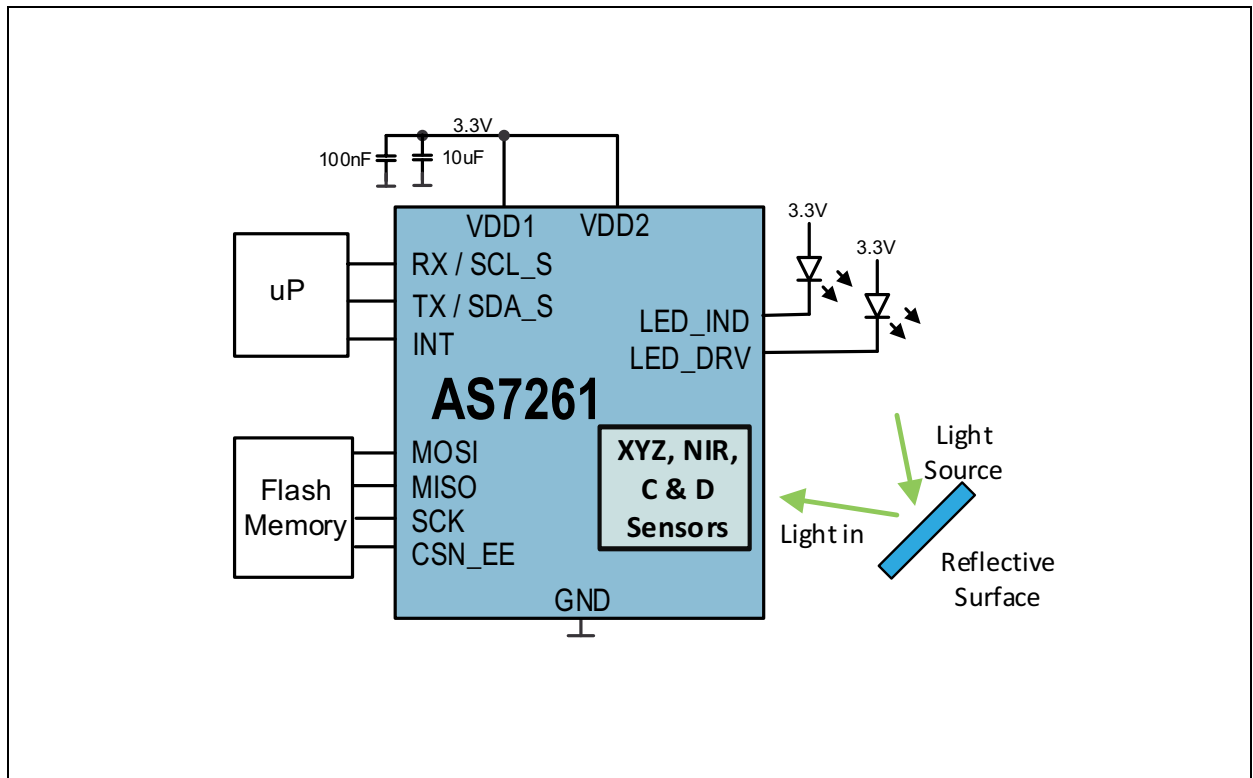 3.3V
100nF
10uF
VDD1
VDD2
uP
RX / SCL_S
TX / SDA_S
INT
3.3V
3.3V
LED_IND
LED_DRV
AS7261
Flash
Memory
MOSI
MISO
SCK
CSN_EE
XYZ, NIR,
C & D
Sensors
Light
Source
Light in
Reflective
Surface
GND